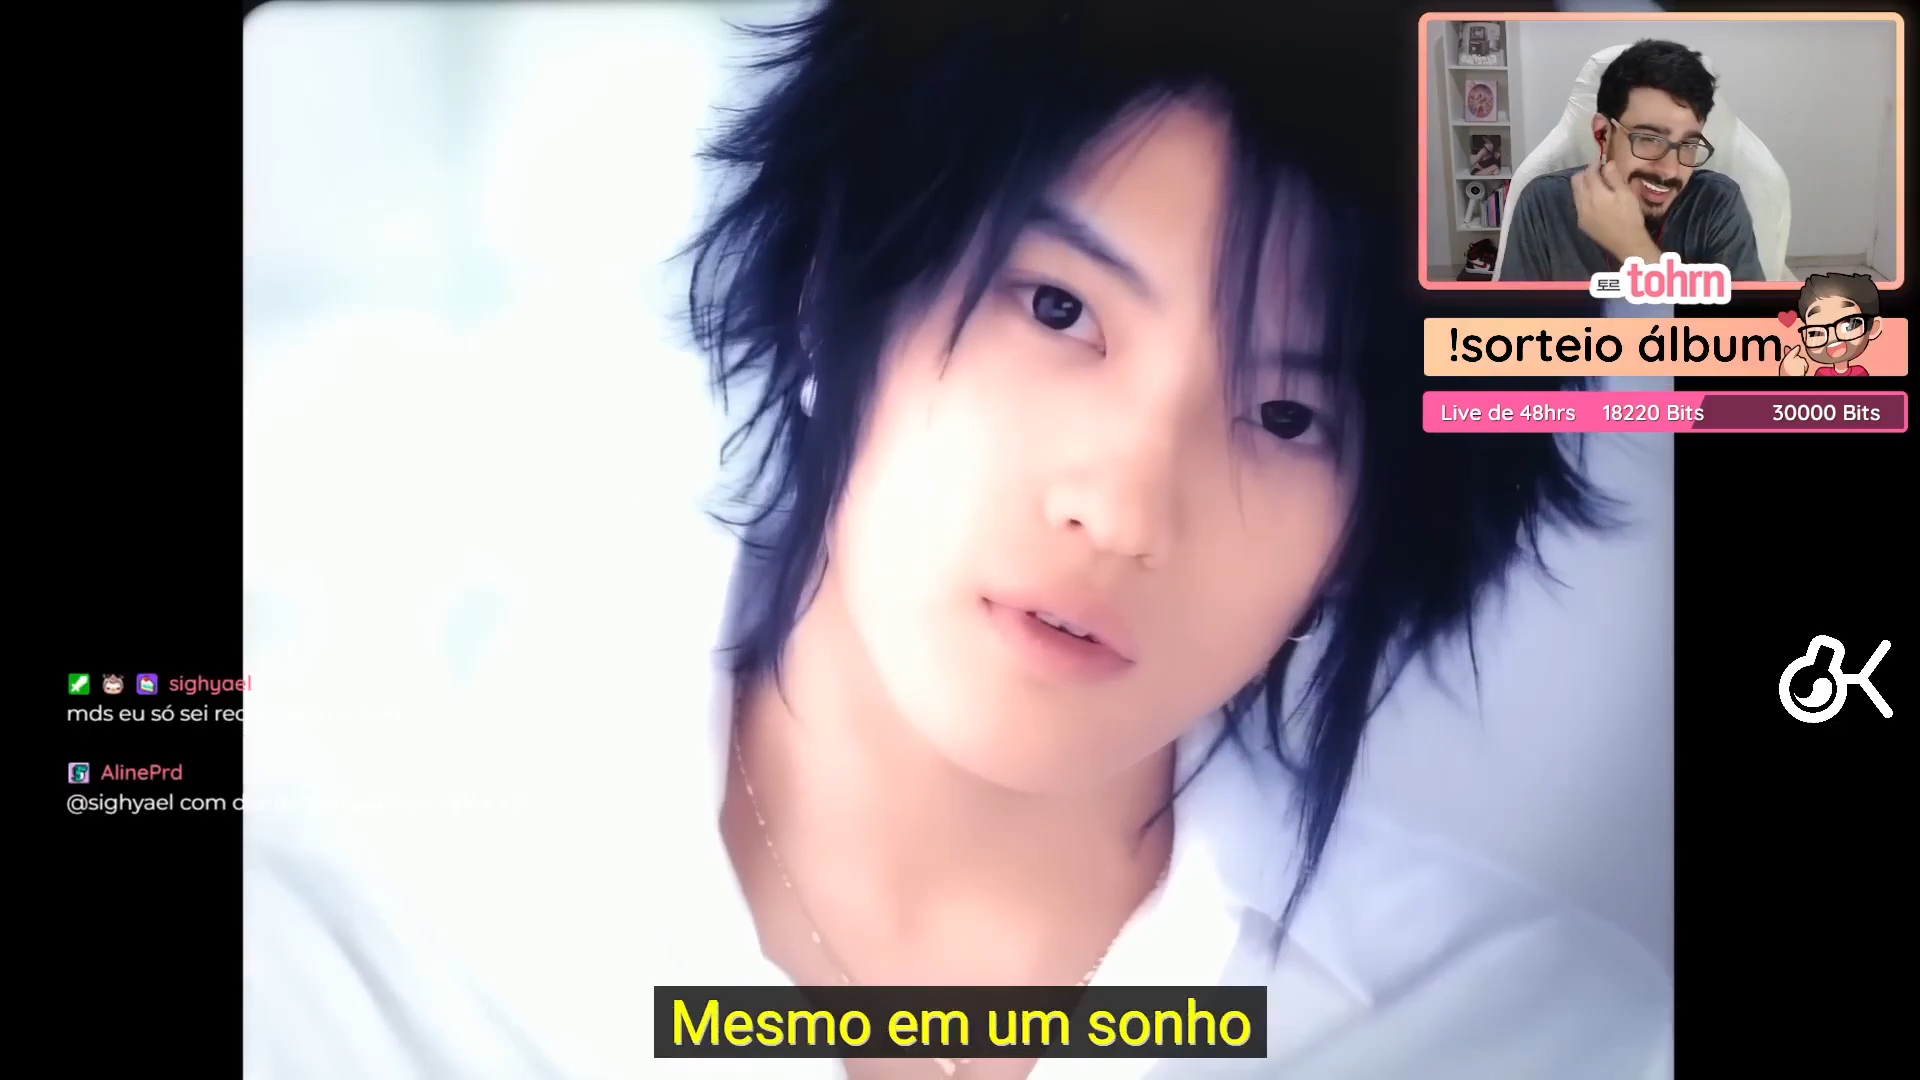 토르 tohrn
!sorteio álbum
Live de 48hrs 18220 Bits 30000 Bits
sighyael
mds eu só sei
AlinePrd
@sighyael com
OK
Mesmo em um sonho